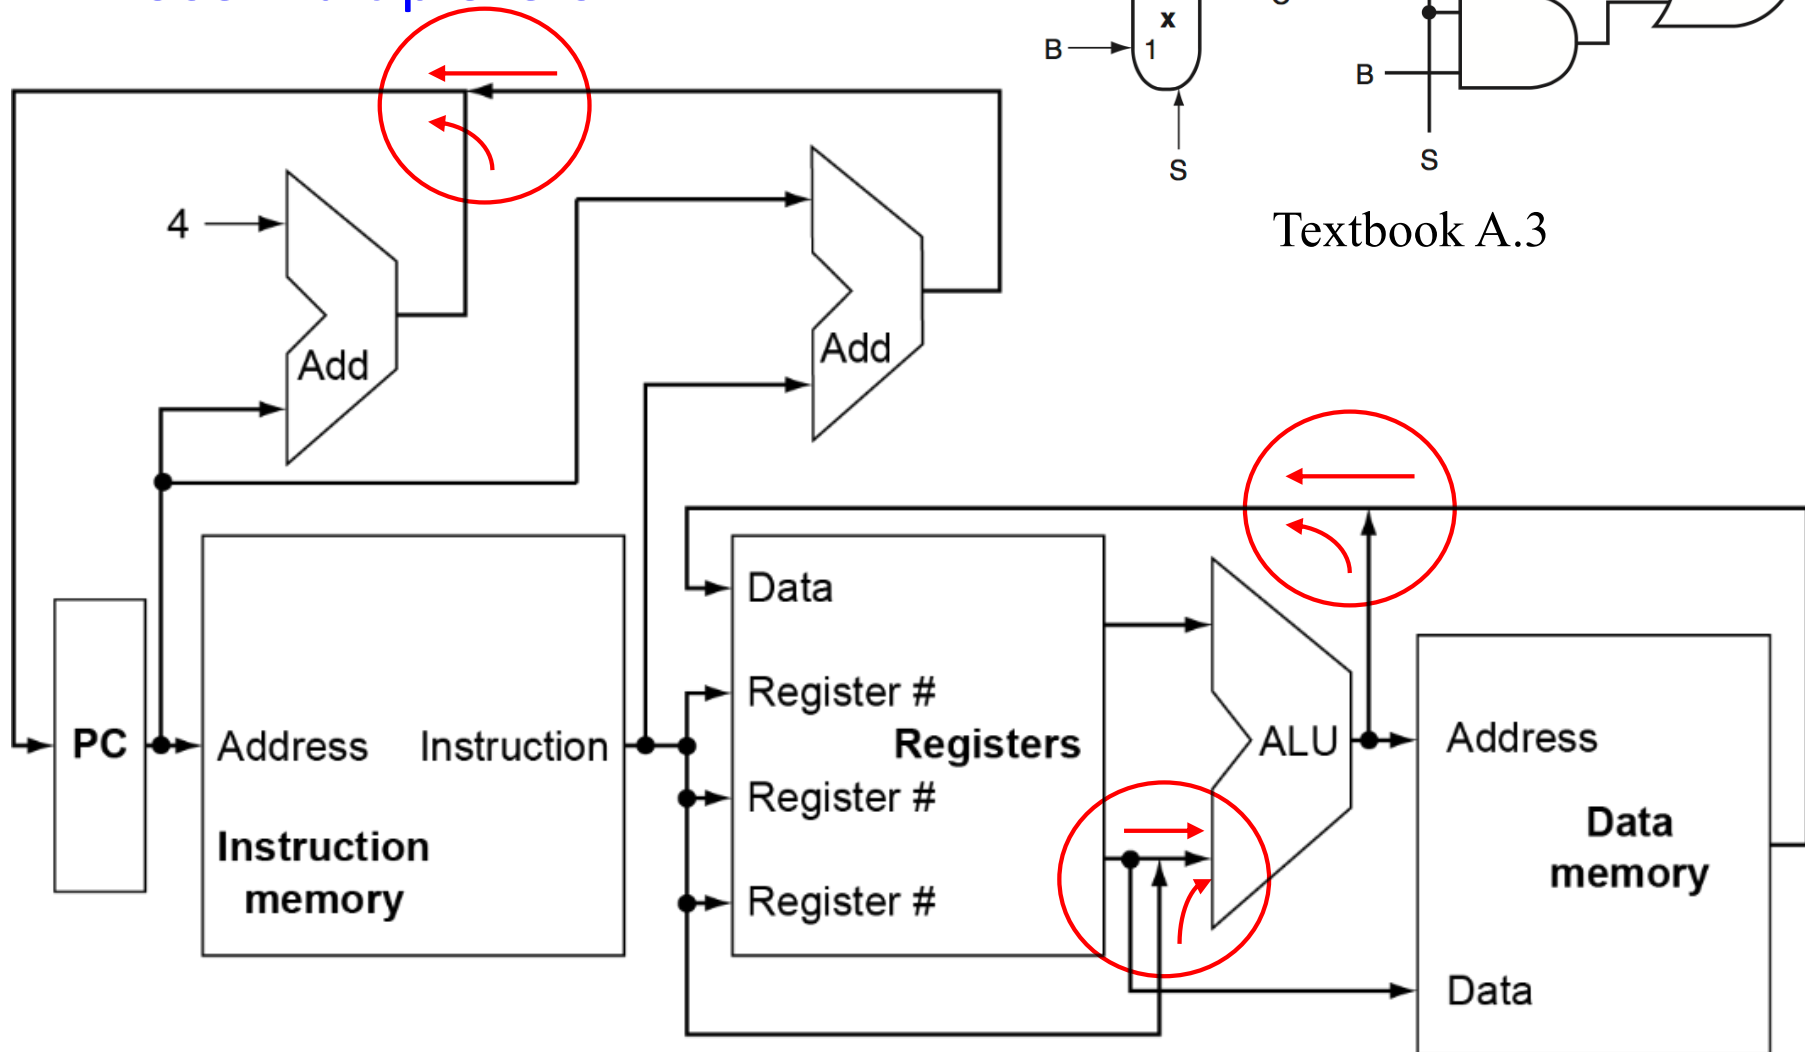 x
B
1
S
B
S
Textbook A.3
4
Add
Add
Data
Register #
PC
Address
Instruction
Registers
ALU
Address
Register #
Instruction
memory
Data
memory
Register #
Data